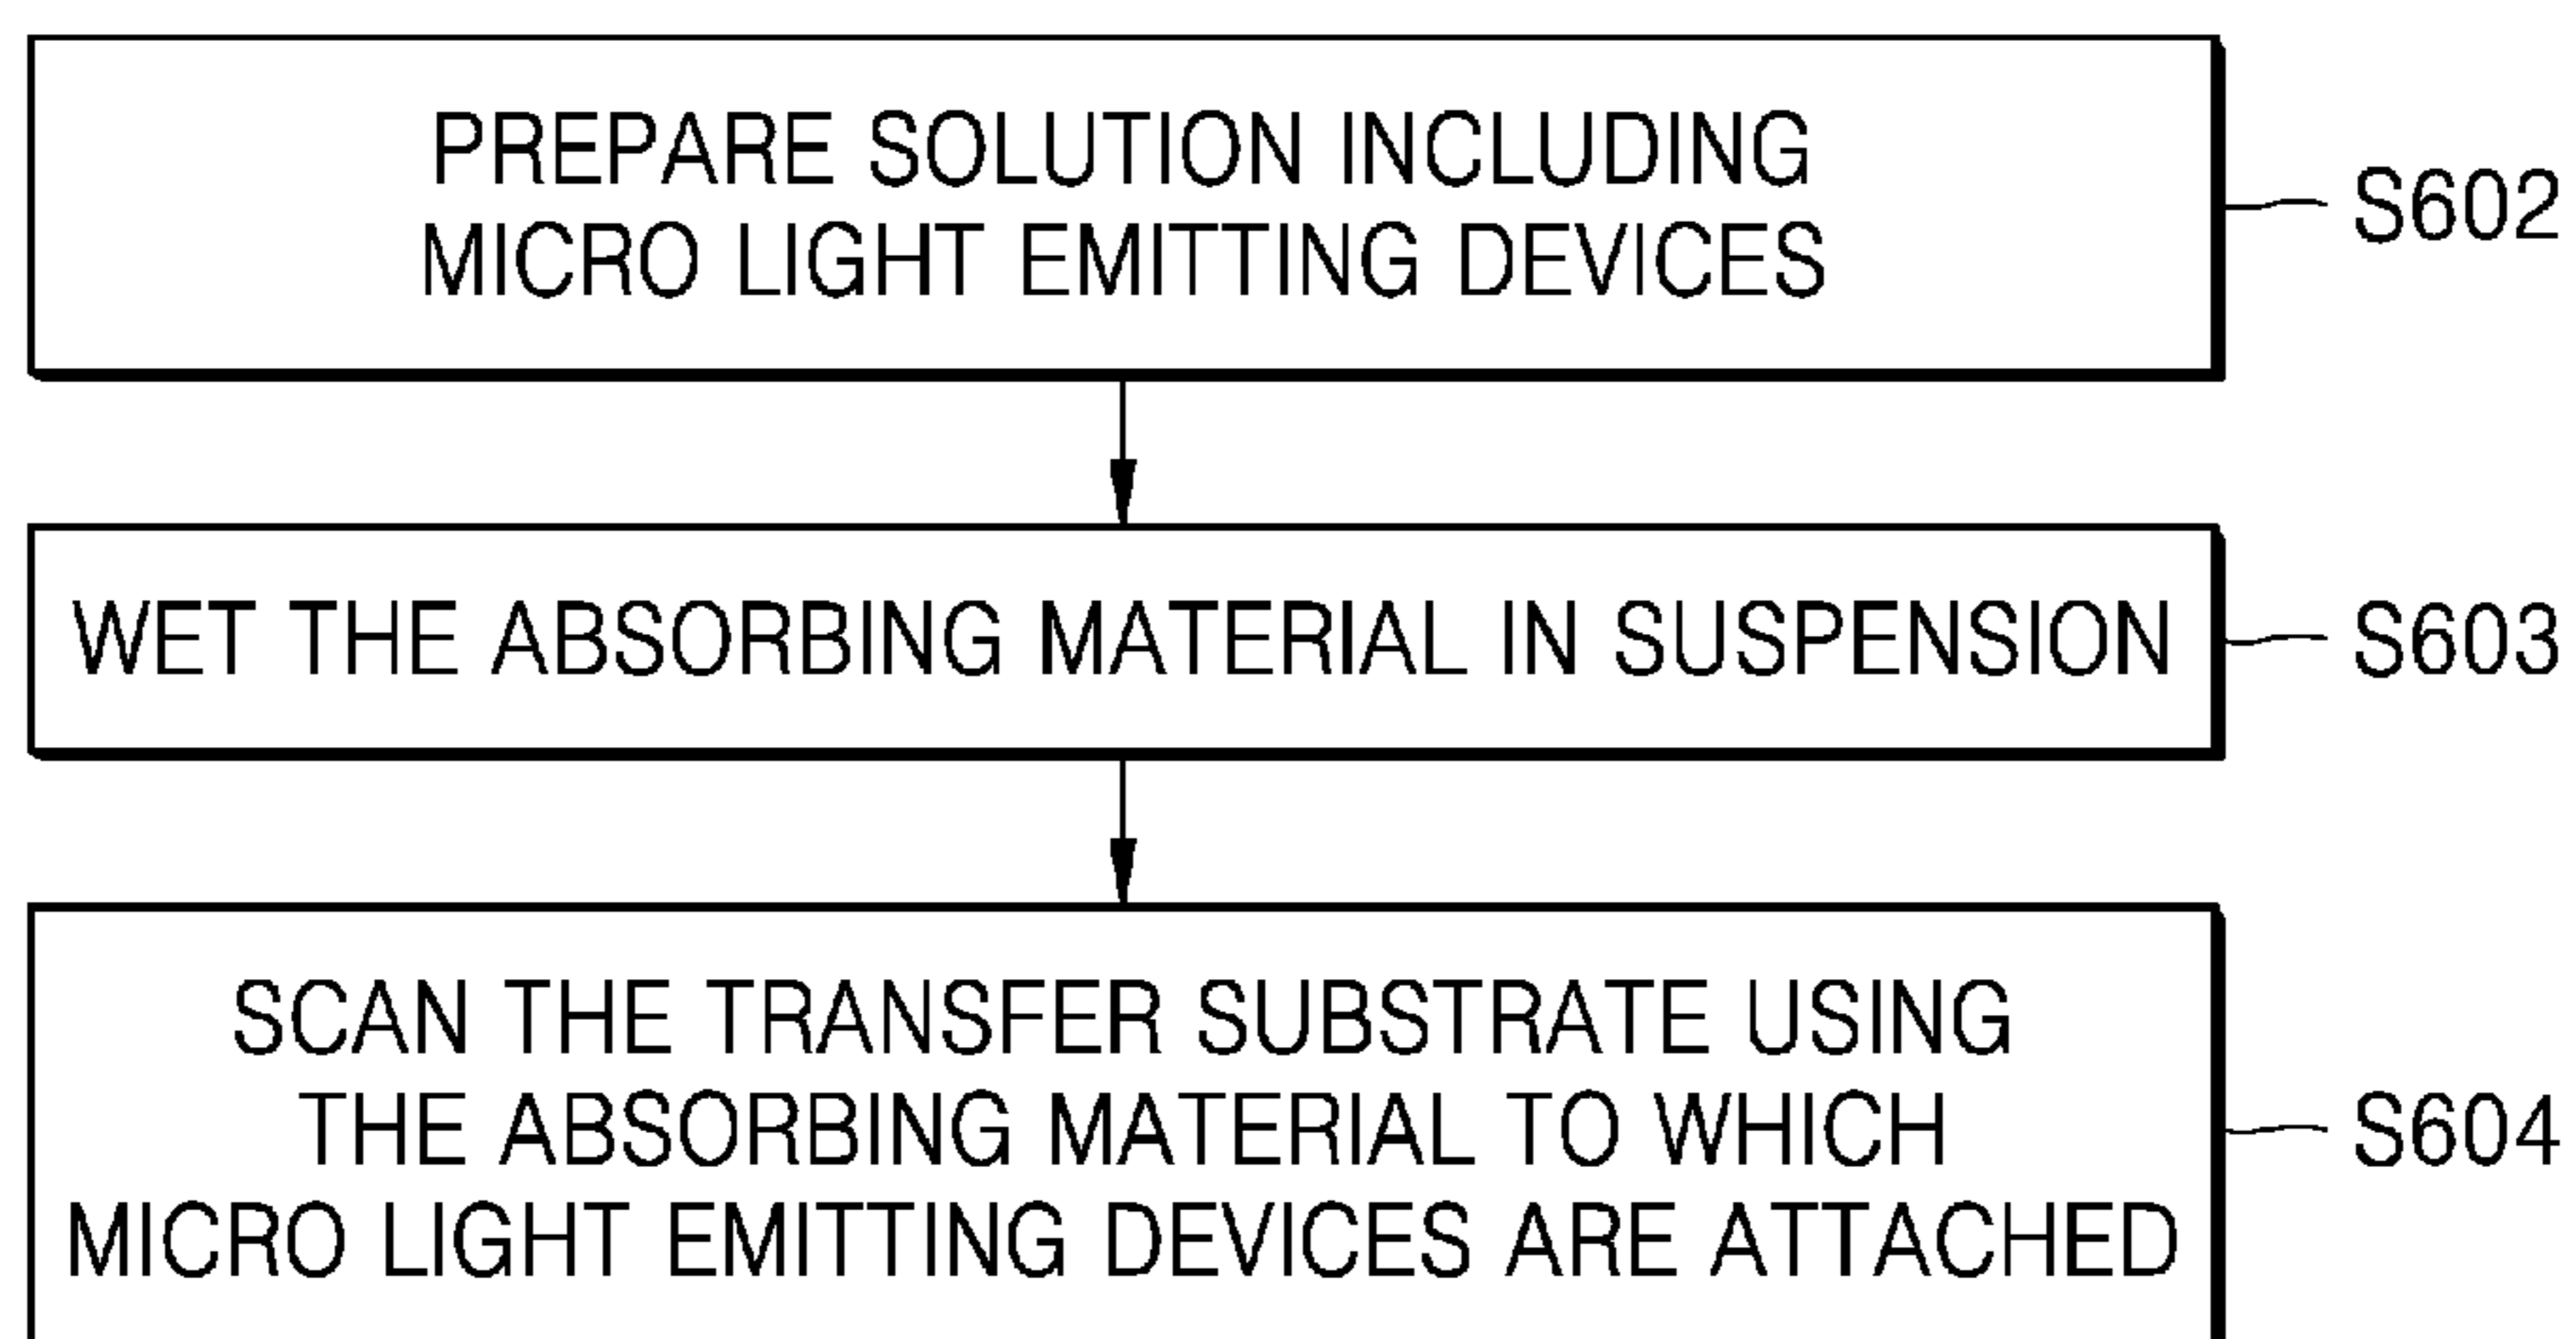 PREPARE SOLUTION INCLUDING
MICRO LIGHT EMITTING DEVICES
S602
WET THE ABSORBING MATERIAL IN SUSPENSION
S603
SCAN THE TRANSFER SUBSTRATE USING
THE ABSORBING MATERIAL TO WHICH
MICRO LIGHT EMITTING DEVICES ARE ATTACHED
S604